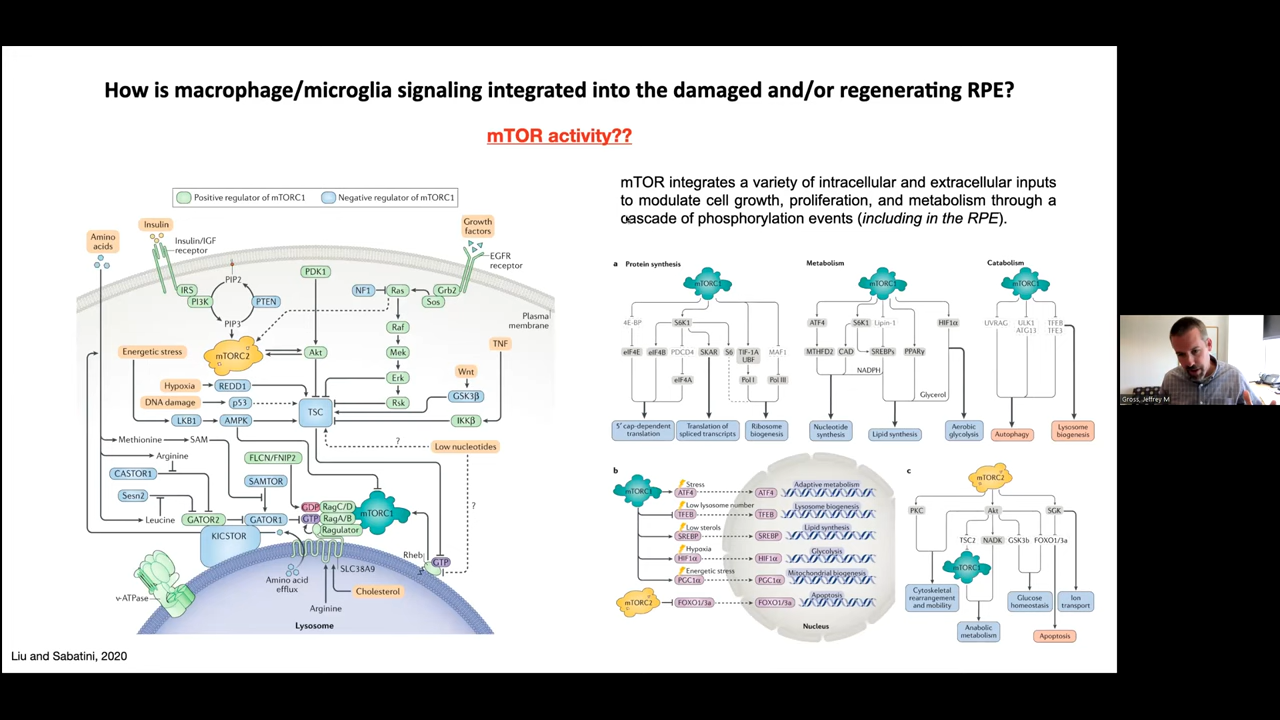 How is macrophage/microglia signaling integrated into the damaged and/or regenerating RPE?
mTOR activity??
mTOR integrates a variety of intracellular and extracellular inputs
to modulate cell growth, proliferation, and metabolism through a
cascade of phosphorylation events (including in the RPE).
Positive regulator of mTORC1
Negative regulator of mTORC1
Amino
acids
Insulin
Insulin/IGF
receptor
Growth
factors
EGFR
receptor
IRS
PI3K
PIP2
PTEN
PIP3
PDK1
NF1
Ras
Grb2
Sos
Plasma
membrane
mTORC2
Akt
Raf
Mek
Erk
Rsk
TNF
Wnt
GSK3β
IKKβ
Energetic stress
Hypoxia
REDD1
DNA damage
p53
TSC
LKB1
AMPK
Methionine
SAM
?
Low nucleotides
Arginine
CASTOR1
FLCN/FNIP2
SAMTOR
Sesn2
Leucine
GATOR2
GATOR1
GDP
RagC/D
GTP
RagA/B
Ragulator
mTORC1
?
KICSTOR
SLC38A9
Rheb
GTP
v-ATPase
Amino acid
efflux
Cholesterol
Arginine
Lysosome
Liu and Sabatini, 2020
a
Protein synthesis
mTORC1
4E-BP
S6K1
eIF4E
eIF4B
PDCD4
SKAR
S6
TIF-1A
UBF
MAF1
eIF4A
Pol I
Pol III
5′ cap-dependent
translation
Translation of
spliced transcripts
Ribosome
biogenesis
Metabolism
mTORC1
ATF4
S6K1
Lipin-1
HIF1α
MTHFD2
CAD
SREBPs
PPARγ
NADPH
Glycerol
Nucleotide
synthesis
Lipid synthesis
Aerobic
glycolysis
Catabolism
mTORC1
UVRAG
ULK1
ATG13
TFEB
TFE3
Autophagy
Lysosome
biogenesis
b
mTORC1
Stress
ATF4
ATF4
Adaptive metabolism
Low lysosome number
TFEB
TFEB
Lysosome biogenesis
Low sterols
SREBP
SREBP
Lipid synthesis
Hypoxia
HIF1α
HIF1α
Glycolysis
Energetic stress
PGC1α
PGC1α
Mitochondrial biogenesis
mTORC2
FOXO1/3a
FOXO1/3a
Apoptosis
Nucleus
c
mTORC2
PKC
Akt
SGK
TSC2
NADK
GSK3b
FOXO1/3a
mTORC1
Cytoskeletal
rearrangement
and mobility
Glucose
homeostasis
Ion
transport
Anabolic
metabolism
Apoptosis
Gross, Jeffrey M